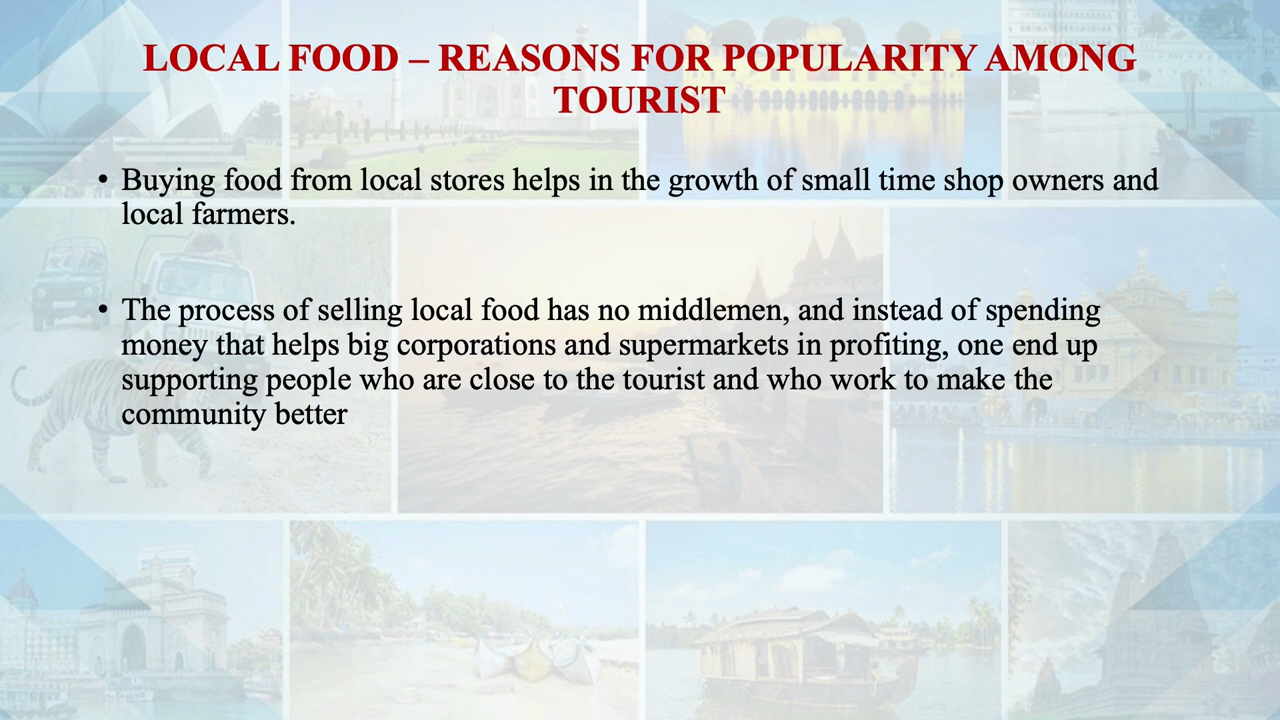 LOCAL FOOD – REASONS FOR POPULARITY AMONG
TOURIST
• Buying food from local stores helps in the growth of small time shop owners and
local farmers.
• The process of selling local food has no middlemen, and instead of spending
money that helps big corporations and supermarkets in profiting, one end up
supporting people who are close to the tourist and who work to make the
community better